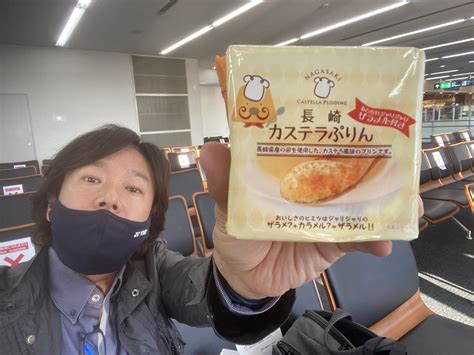 NAGASAKI
CASTELLA PUDDING
長崎
カステラぷりん
ザラメル付き
長崎県産の卵を使用した、カステラ風味のプリンです。
おいしさのヒミツはジャリジャリの
ザラメ?+カラメル?=ザラメル!!